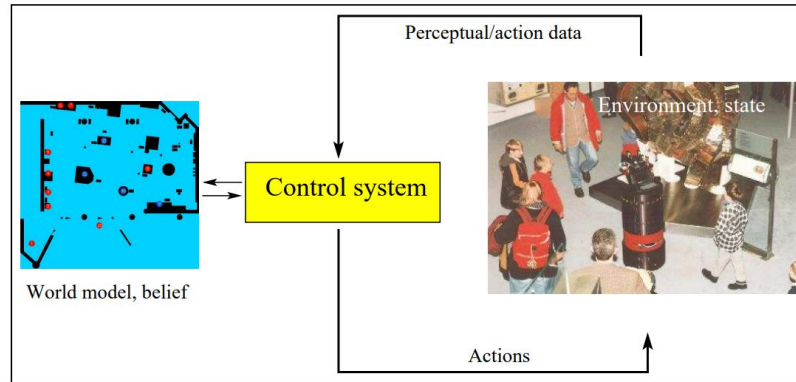 Perceptual/action data
Environment, state
Control system
World model, belief
Actions